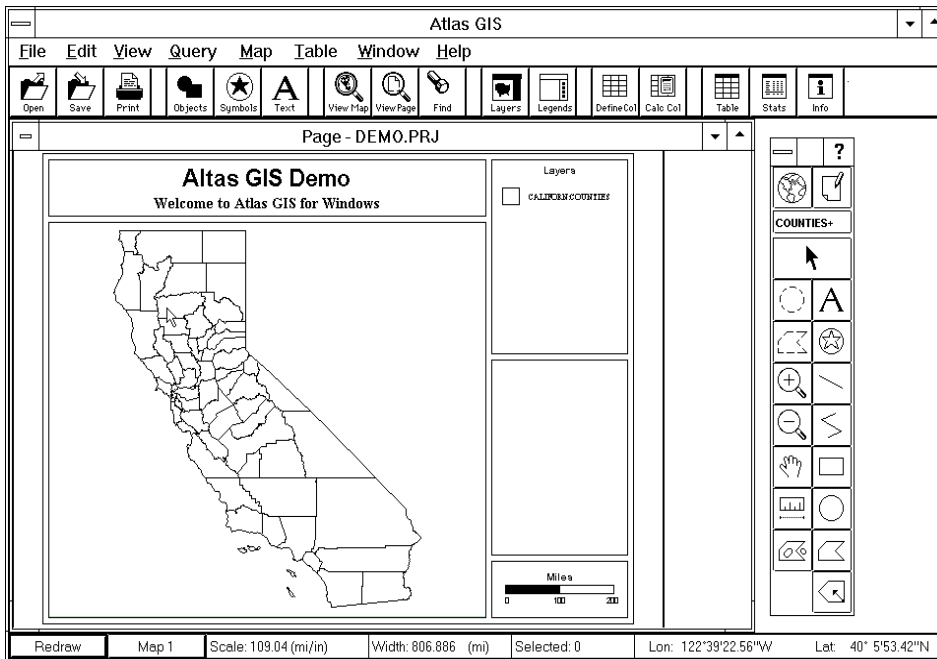 Atlas GIS
File Edit View Query Map Table Window Help
Open Save Print Objects Symbols Text View Map View Page Find Layers Legends DefineCol Calc Col Table Stats Info
Page - DEMO.PRJ
?
Altas GIS Demo
Welcome to Atlas GIS for Windows
Layers
CALIFORN:COUNTIES
COUNTIES+
A
Miles
0 100 200
Redraw Map 1 Scale: 109.04 (mi/in) Width: 806.886 (mi) Selected: 0 Lon: 122°39'22.56"W Lat: 40° 5'53.42"N